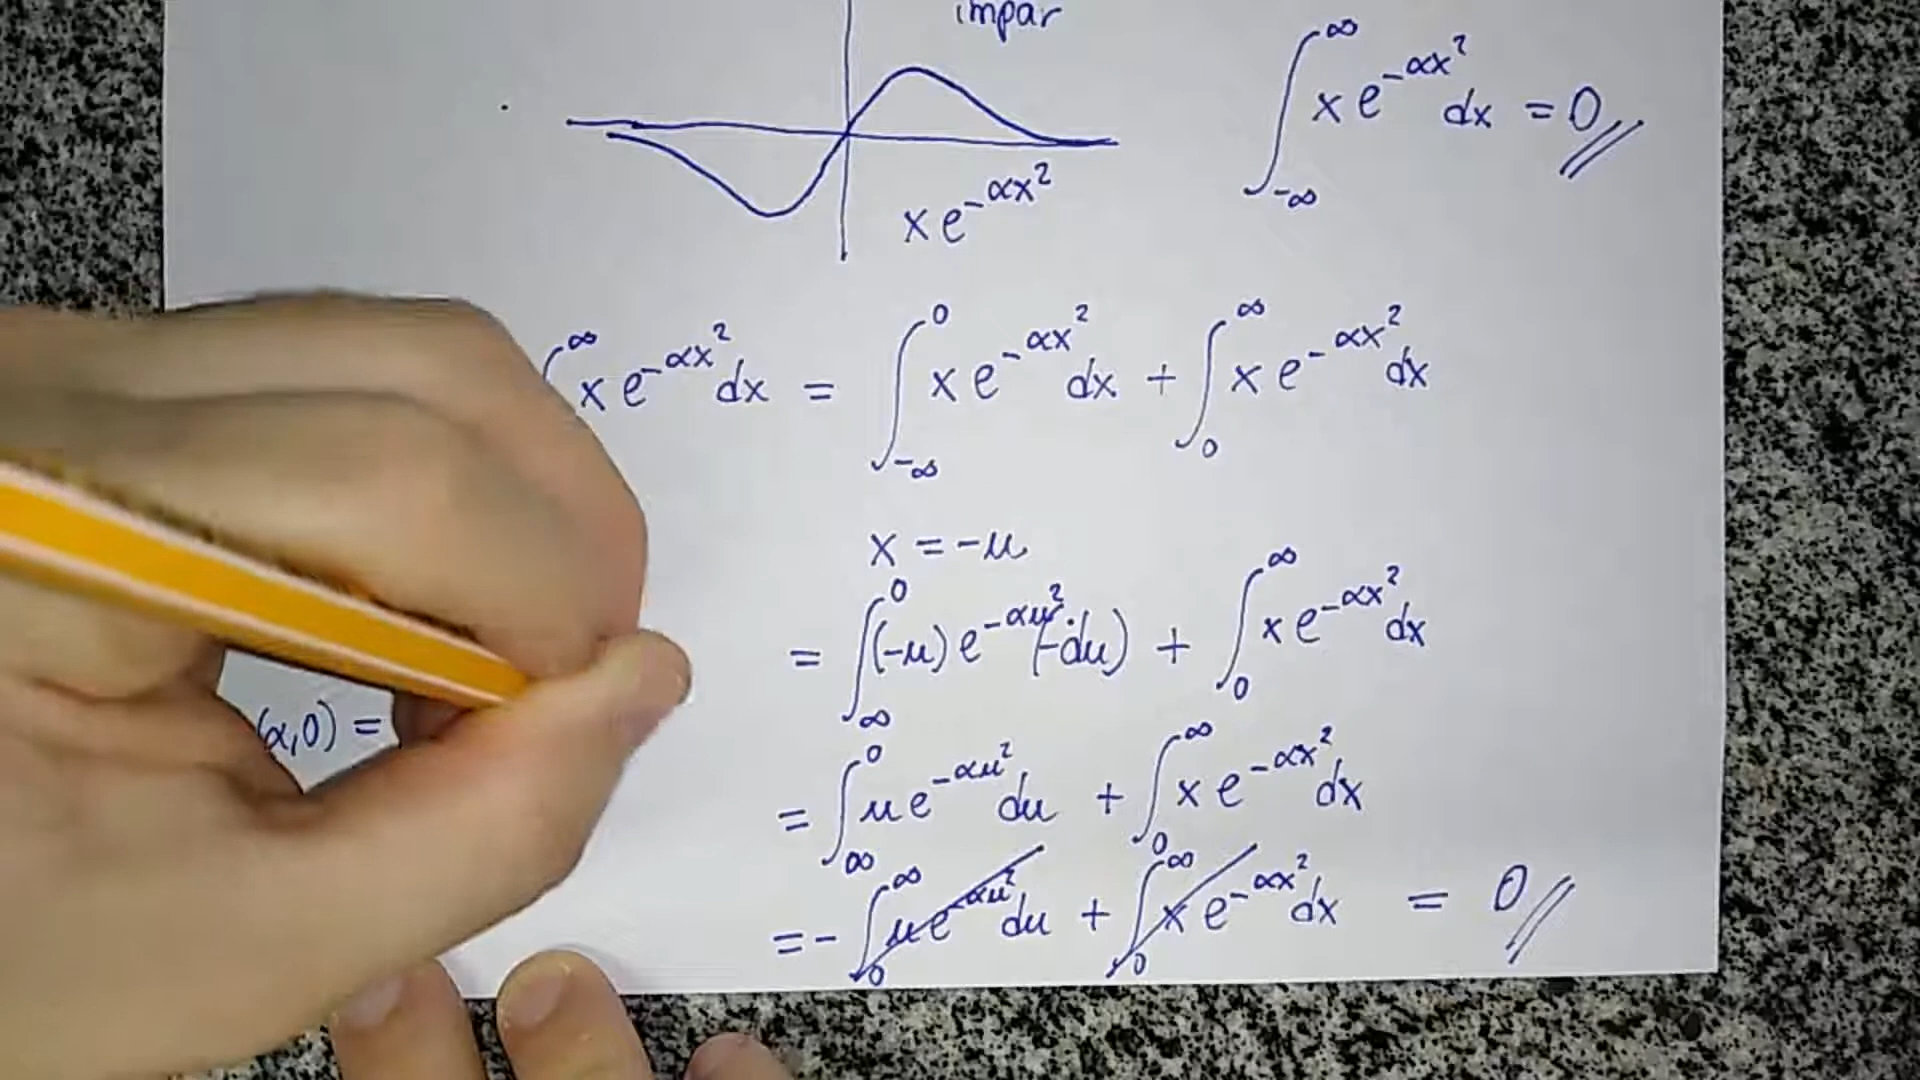 impar
∫_{-∞}^{∞} x e^{-αx²} dx = 0
x e^{-αx²}
∫^{∞} x e^{-αx²} dx = ∫_{-∞}^{0} x e^{-αx²} dx + ∫_{0}^{∞} x e^{-αx²} dx
x = -u
= ∫_{∞}^{0} (-u) e^{-αu²} (-du) + ∫_{0}^{∞} x e^{-αx²} dx
(α,0) =
= ∫_{∞}^{0} u e^{-αu²} du + ∫_{0}^{∞} x e^{-αx²} dx
= - ∫_{0}^{∞} u e^{-αu²} du + ∫_{0}^{∞} x e^{-αx²} dx = 0